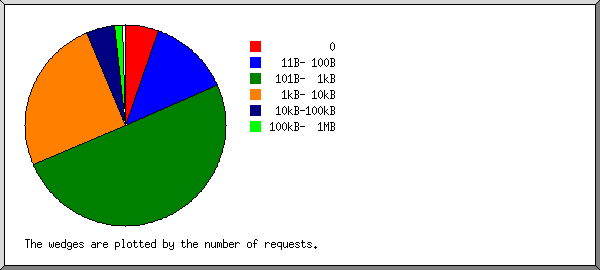 0
11B- 100B
101B- 1kB
1kB- 10kB
10kB-100kB
100kB- 1MB
The wedges are plotted by the number of requests.